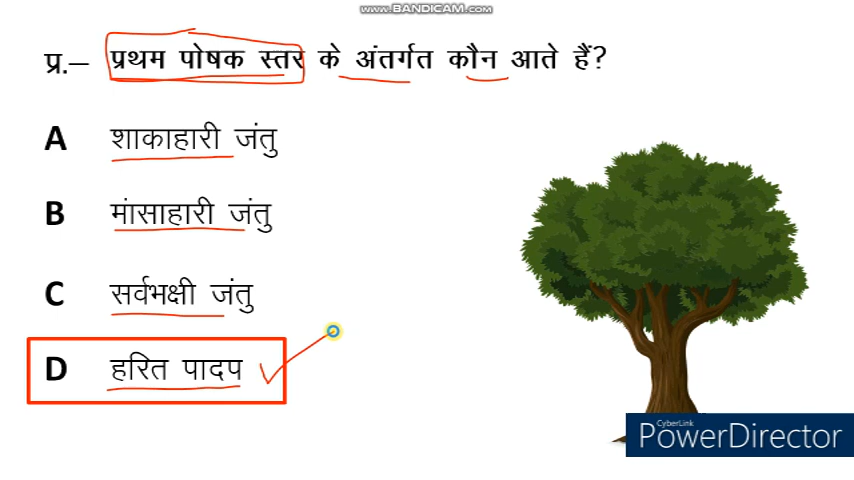 www.BANDICAM.com
प्र.– प्रथम पोषक स्तर के अंतर्गत कौन आते हैं?
A शाकाहारी जंतु
B मांसाहारी जंतु
C सर्वभक्षी जंतु
D हरित पादप
CyberLink
PowerDirector